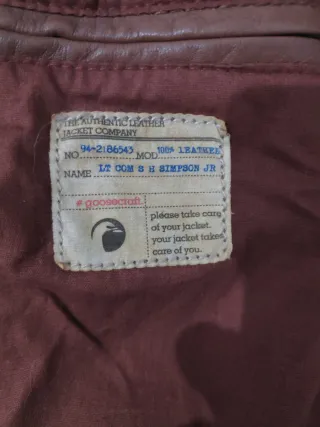 THE AUTHENTIC LEATHER
JACKET COMPANY
NO. 94-2186543 MOD. 100% LEATHER
NAME LT COM S H SIMPSON JR
#goosecraft.
please take care
of your jacket.
your jacket takes
care of you.